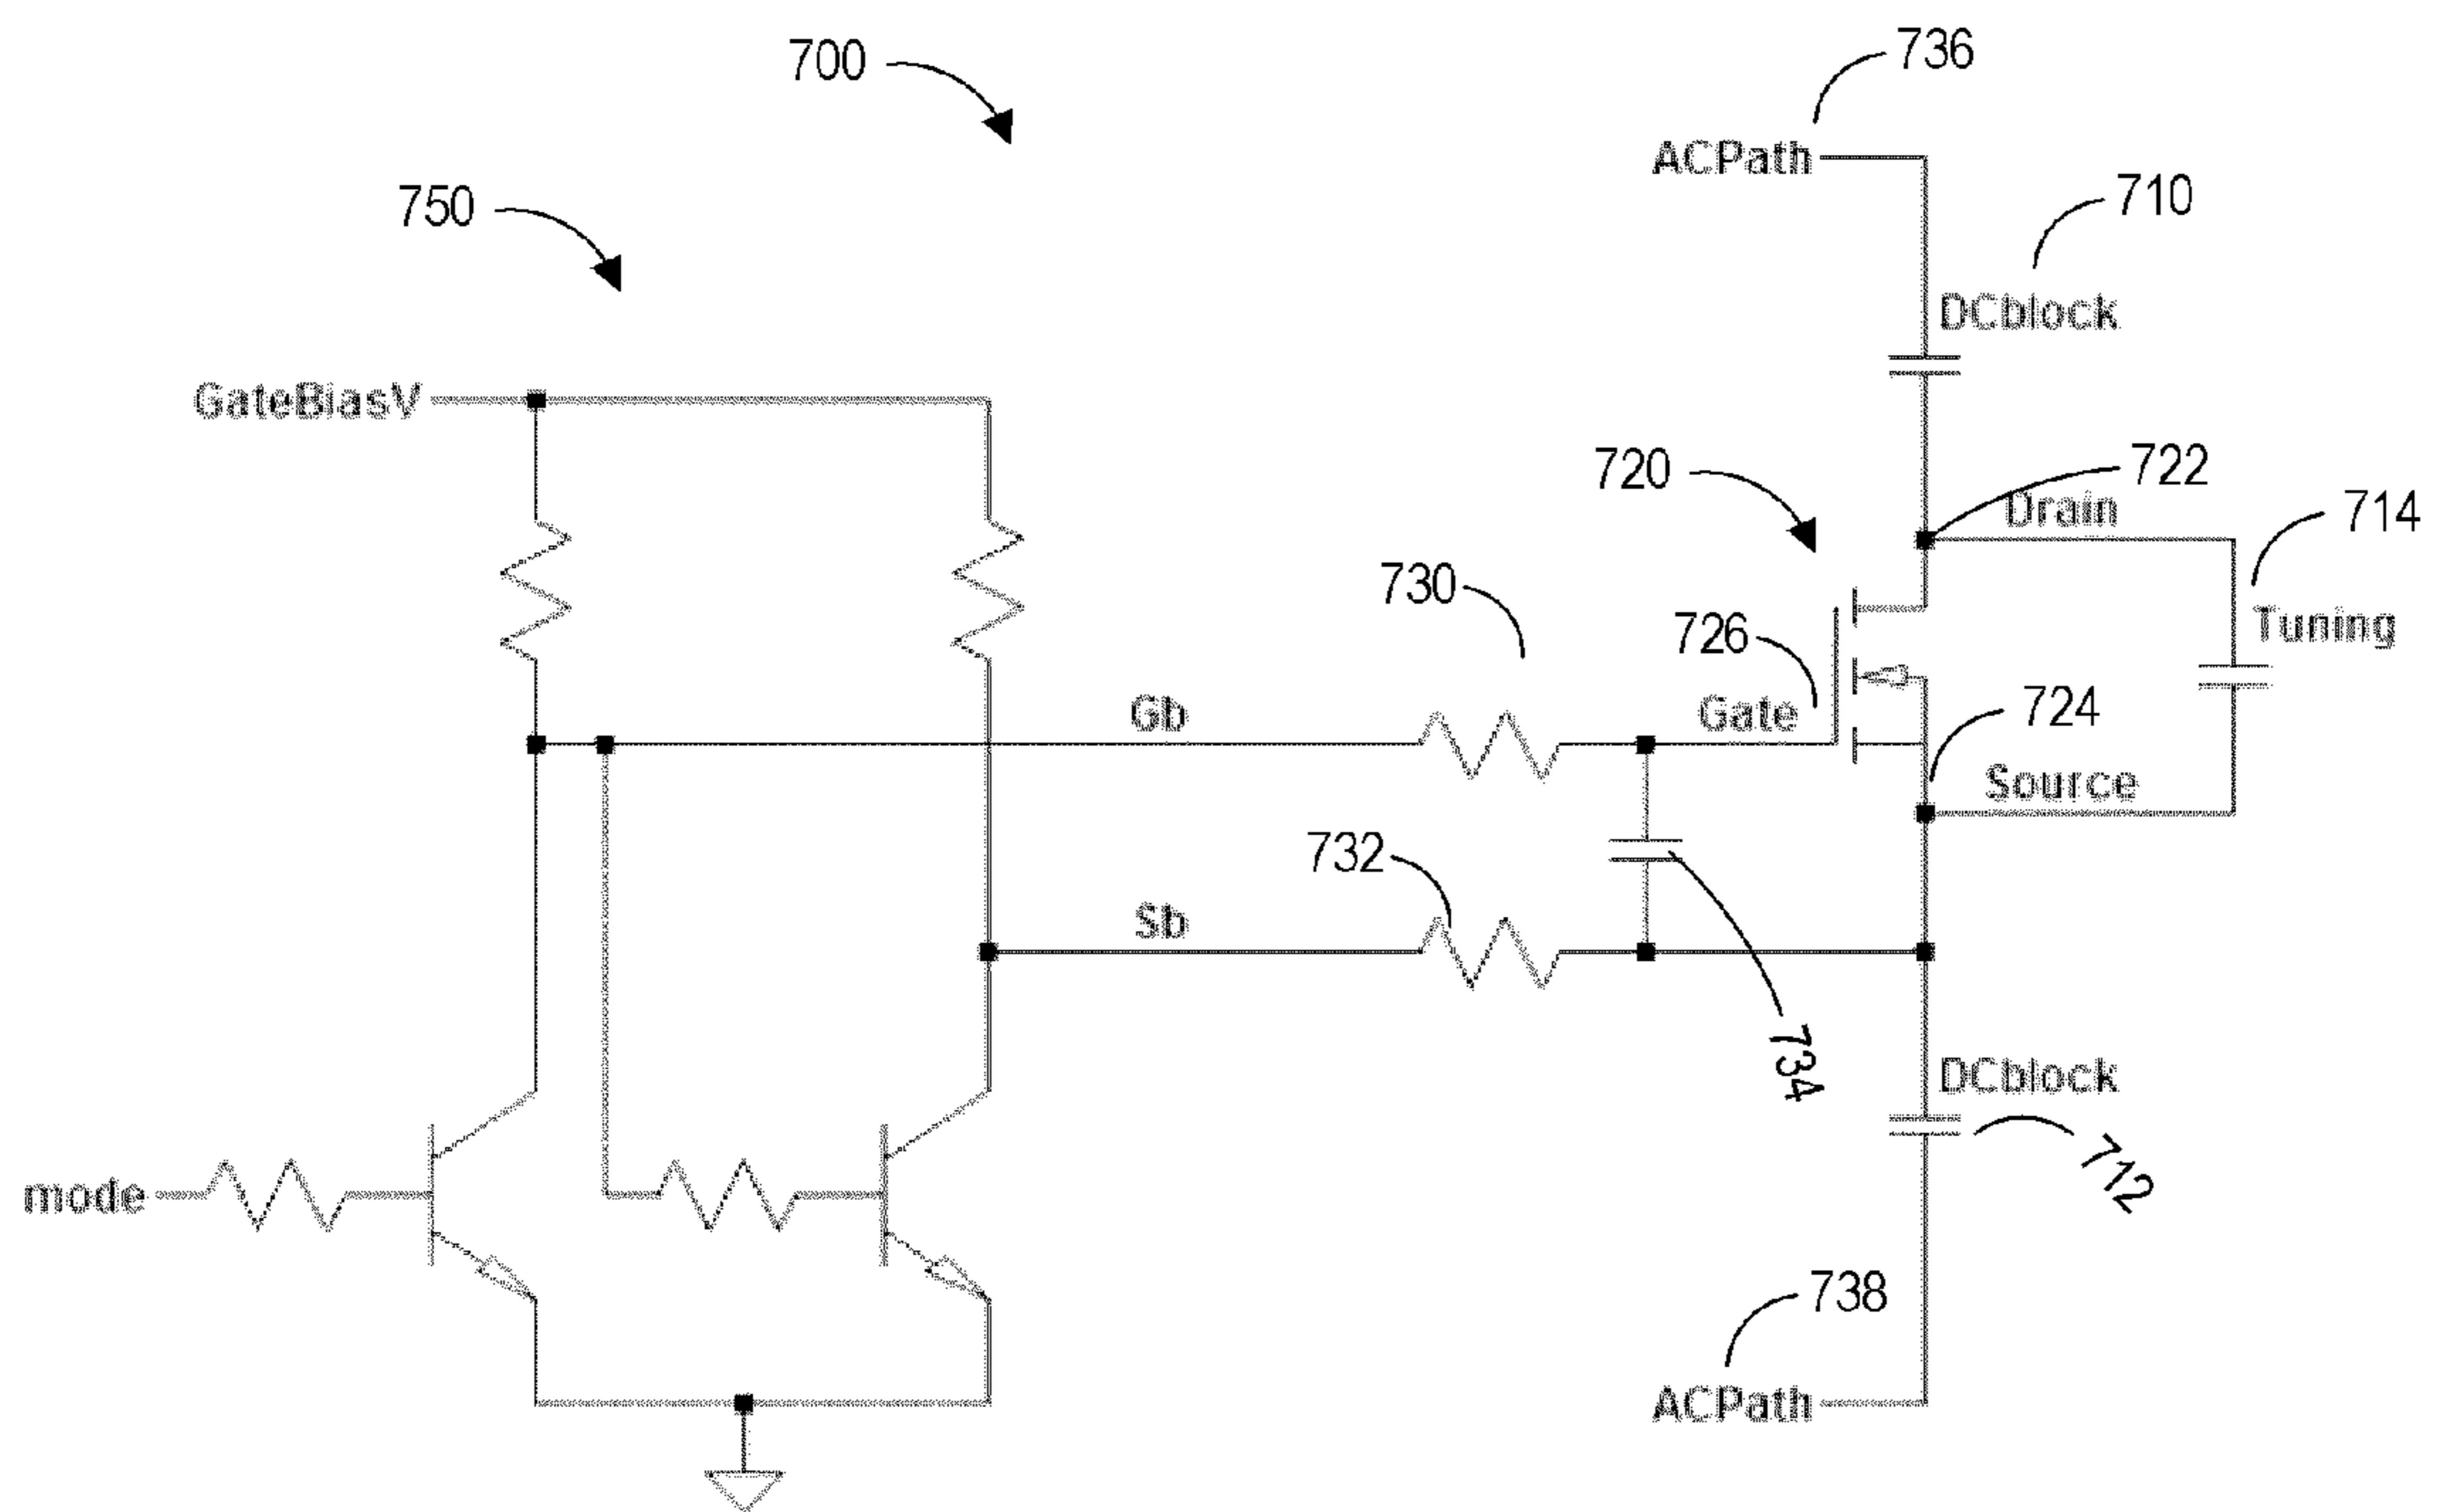 700
736
ACPath
710
750
DCblock
GateBiasV
720
722
Drain
714
730
726
Tuning
Gb
Gate
724
Source
732
Sb
734
DCblock
712
mode
738
ACPath